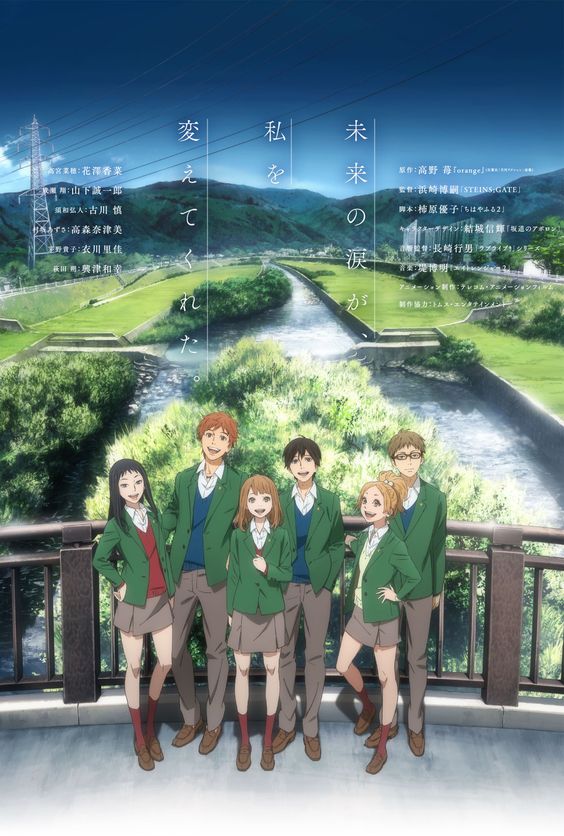 未来の涙が、
私を
変えてくれた。
高宮菜穂：花澤香菜
成瀬 翔：山下誠一郎
須和弘人：古川 慎
村坂あずさ：高森奈津美
茅野貴子：衣川里佳
萩田 朔：興津和幸
原作：高野 苺「orange」
監督：浜崎博嗣「STEINS;GATE」
脚本：柿原優子「ちはやふる2」
キャラクターデザイン：結城信輝「坂道のアポロン」
音響監督：長崎行男「ラブライブ！」シリーズ
音楽：堤博明
アニメーション制作：テレコム・アニメーションフィルム
制作協力：トムス・エンタテインメント